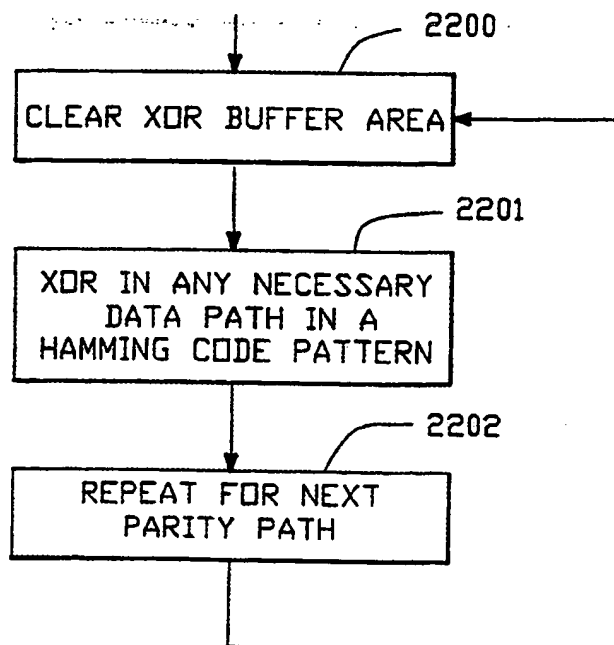 2200
CLEAR XOR BUFFER AREA
2201
XOR IN ANY NECESSARY
DATA PATH IN A
HAMMING CODE PATTERN
2202
REPEAT FOR NEXT
PARITY PATH